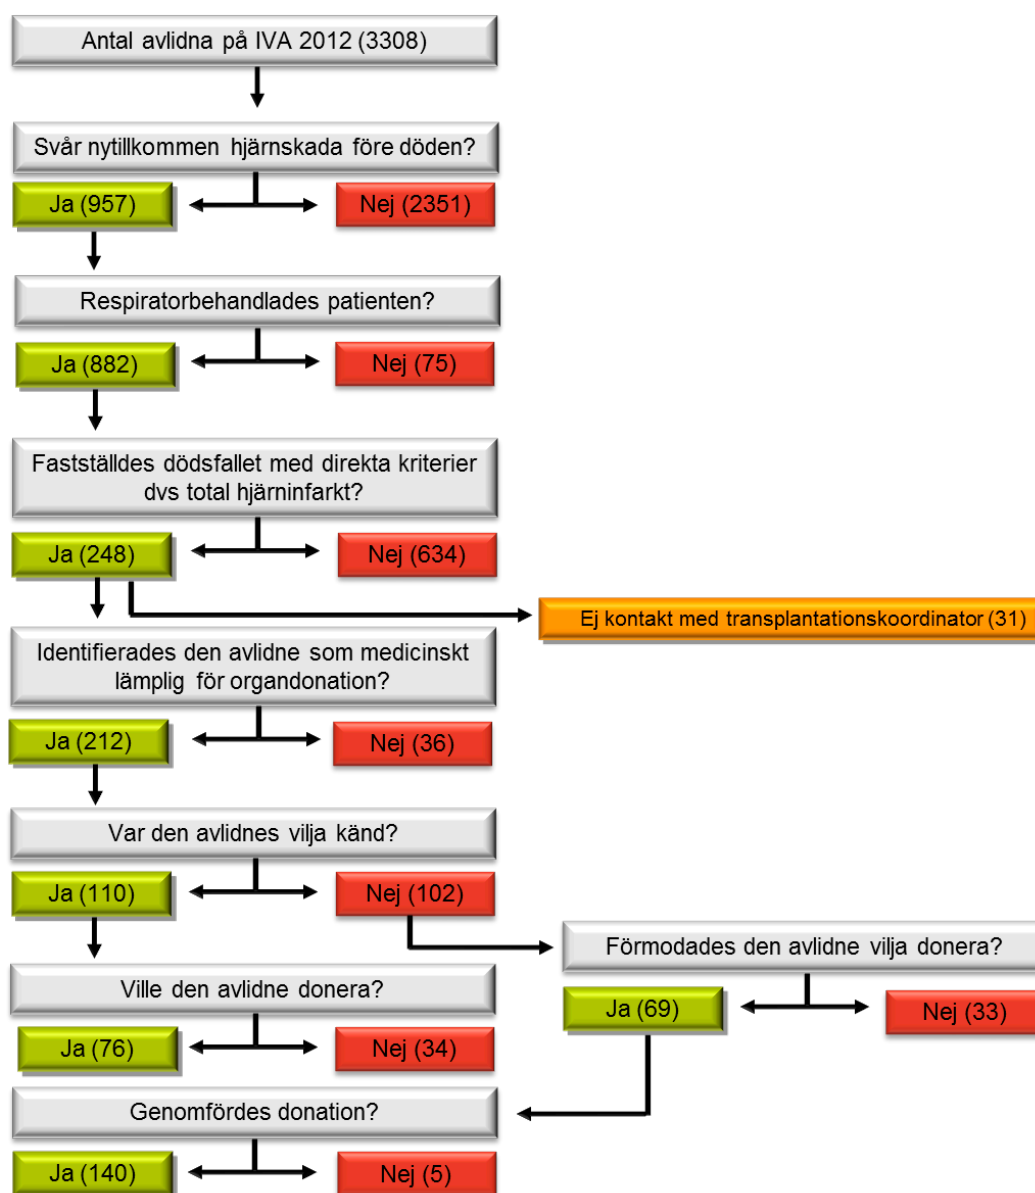 Antal avlidna på IVA 2012 (3308)
Svår nytillkommen hjärnskada före döden?
Ja (957)
Nej (2351)
Respiratorbehandlades patienten?
Ja (882)
Nej (75)
Fastställdes dödsfallet med direkta kriterier
dvs total hjärninfarkt?
Ja (248)
Nej (634)
Ej kontakt med transplantationskoordinator (31)
Identifierades den avlidne som medicinskt
lämplig för organdonation?
Ja (212)
Nej (36)
Var den avlidnes vilja känd?
Ja (110)
Nej (102)
Förmodades den avlidne vilja donera?
Ja (69)
Nej (33)
Ville den avlidne donera?
Ja (76)
Nej (34)
Genomfördes donation?
Ja (140)
Nej (5)